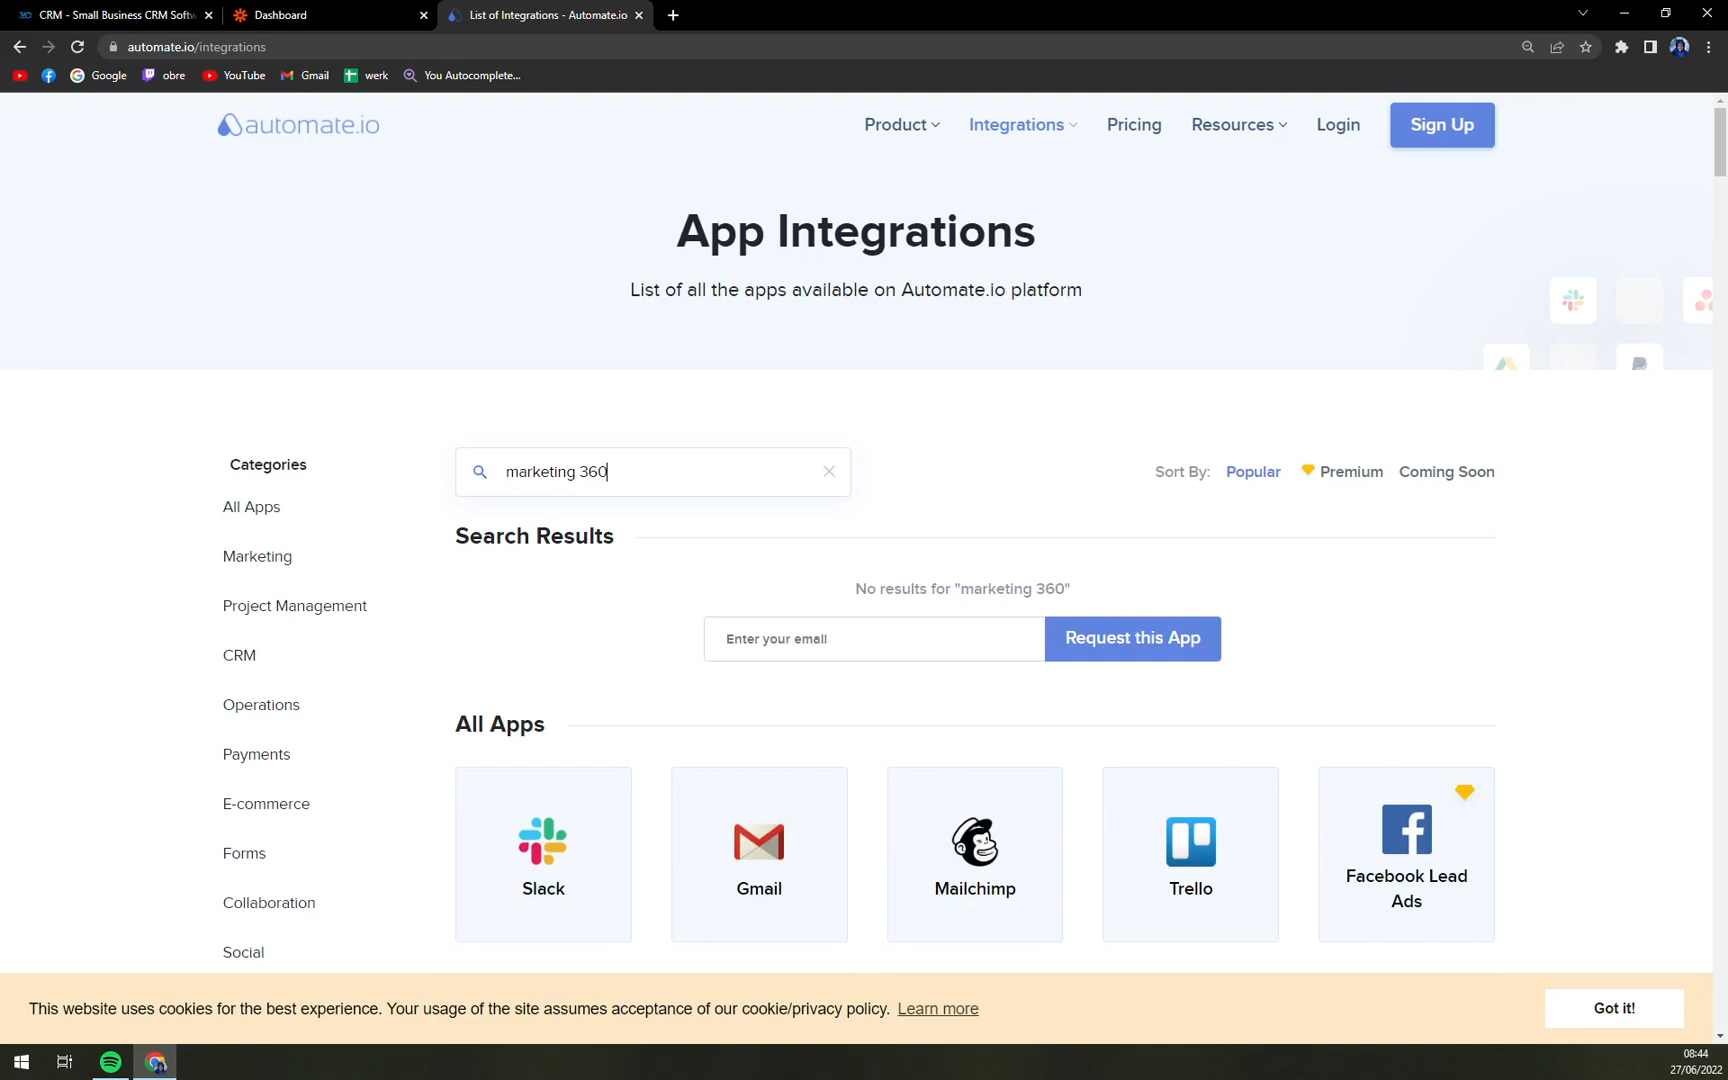 CRM - Small Business CRM Softw
Dashboard
List of Integrations - Automate.io
automate.io/integrations
Google
obre
YouTube
Gmail
werk
You Autocomplete...
automate.io
Product
Integrations
Pricing
Resources
Login
Sign Up
App Integrations
List of all the apps available on Automate.io platform
Categories
All Apps
Marketing
Project Management
CRM
Operations
Payments
E-commerce
Forms
Collaboration
Social
marketing 360
Sort By:
Popular
Premium
Coming Soon
Search Results
No results for "marketing 360"
Enter your email
Request this App
All Apps
Slack
Gmail
Mailchimp
Trello
Facebook Lead
Ads
This website uses cookies for the best experience. Your usage of the site assumes acceptance of our cookie/privacy policy. Learn more
Got it!
08:44
27/06/2022